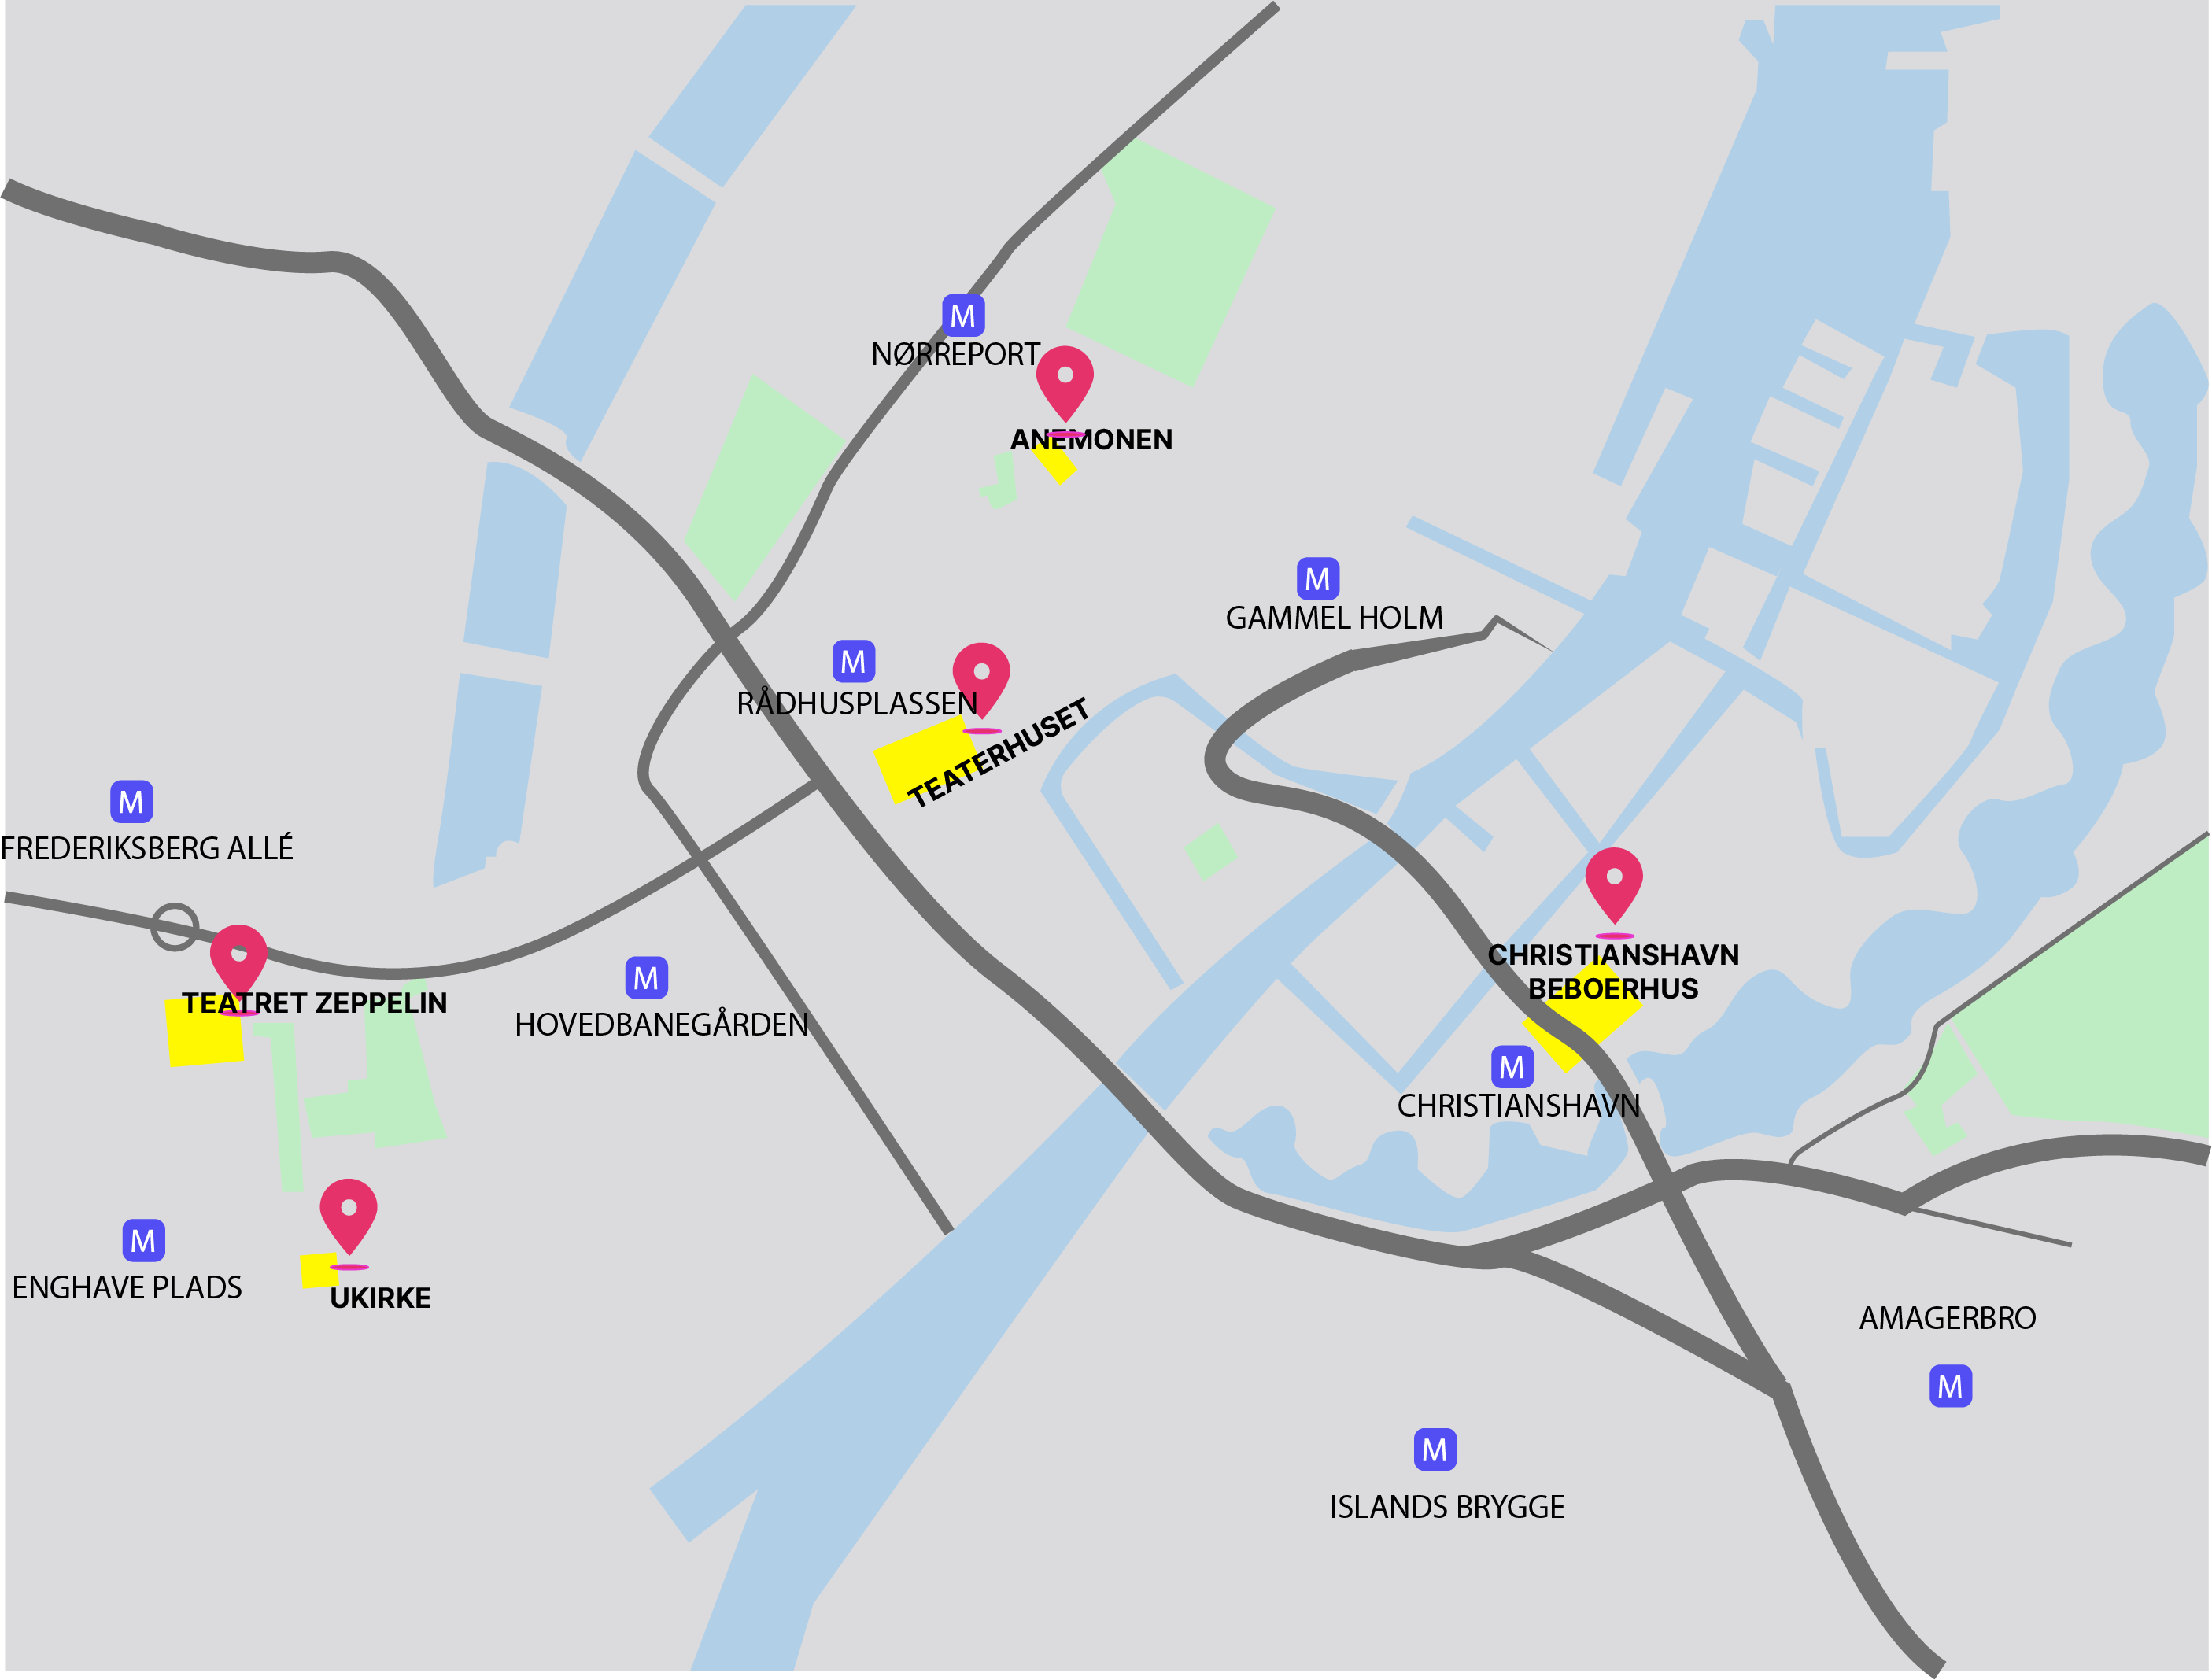 M
NØRREPORT
ANEMONEN
M
GAMMEL HOLM
M
RÅDHUSPLASSEN
TEATERHUSET
M
FREDERIKSBERG ALLÉ
TEATRET ZEPPELIN
M
HOVEDBANEGÅRDEN
CHRISTIANSHAVN
BEBOERHUS
M
CHRISTIANSHAVN
M
ENGHAVE PLADS
UKIRKE
AMAGERBRO
M
M
ISLANDS BRYGGE